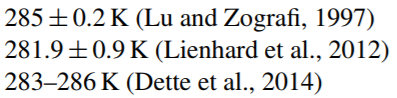 285 ± 0.2 K (Lu and Zografi, 1997)
281.9 ± 0.9 K (Lienhard et al., 2012)
283–286 K (Dette et al., 2014)